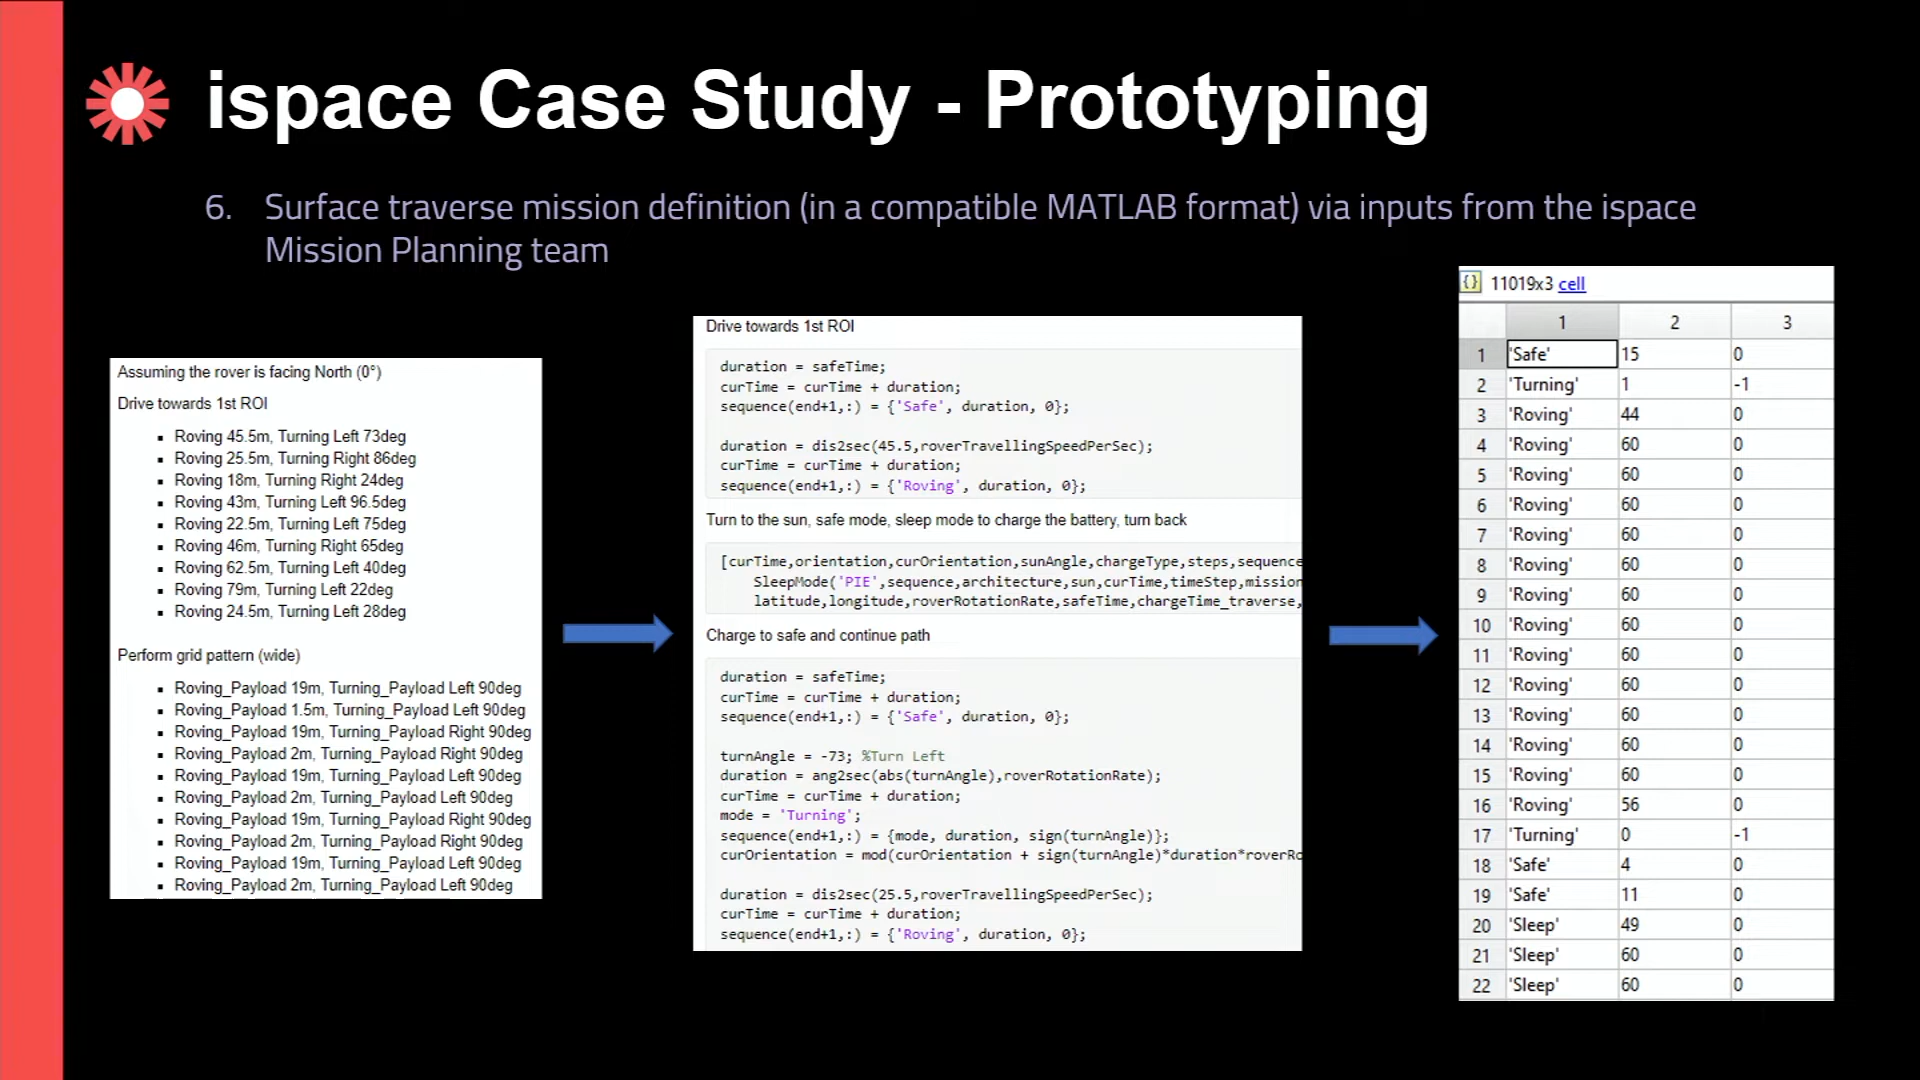 ispace Case Study - Prototyping
6. Surface traverse mission definition (in a compatible MATLAB format) via inputs from the ispace
Mission Planning team
Assuming the rover is facing North (0°)
Drive towards 1st ROI
▪ Roving 45.5m, Turning Left 73deg
▪ Roving 25.5m, Turning Right 86deg
▪ Roving 18m, Turning Right 24deg
▪ Roving 43m, Turning Left 96.5deg
▪ Roving 22.5m, Turning Left 75deg
▪ Roving 46m, Turning Right 65deg
▪ Roving 62.5m, Turning Left 40deg
▪ Roving 79m, Turning Left 22deg
▪ Roving 24.5m, Turning Left 28deg
Perform grid pattern (wide)
▪ Roving_Payload 19m, Turning_Payload Left 90deg
▪ Roving_Payload 1.5m, Turning_Payload Left 90deg
▪ Roving_Payload 19m, Turning_Payload Right 90deg
▪ Roving_Payload 2m, Turning_Payload Right 90deg
▪ Roving_Payload 19m, Turning_Payload Left 90deg
▪ Roving_Payload 2m, Turning_Payload Left 90deg
▪ Roving_Payload 19m, Turning_Payload Right 90deg
▪ Roving_Payload 2m, Turning_Payload Right 90deg
▪ Roving_Payload 19m, Turning_Payload Left 90deg
▪ Roving_Payload 2m, Turning_Payload Left 90deg
Drive towards 1st ROI
duration = safeTime;
curTime = curTime + duration;
sequence(end+1,:) = {'Safe', duration, 0};
duration = dis2sec(45.5,roverTravellingSpeedPerSec);
curTime = curTime + duration;
sequence(end+1,:) = {'Roving', duration, 0};
Turn to the sun, safe mode, sleep mode to charge the battery, turn back
[curTime,orientation,curOrientation,sunAngle,chargeType,steps,sequence
SleepMode('PIE',sequence,architecture,sun,curTime,timeStep,mission
latitude,longitude,roverRotationRate,safeTime,chargeTime_traverse,
Charge to safe and continue path
duration = safeTime;
curTime = curTime + duration;
sequence(end+1,:) = {'Safe', duration, 0};
turnAngle = -73; %Turn Left
duration = ang2sec(abs(turnAngle),roverRotationRate);
curTime = curTime + duration;
mode = 'Turning';
sequence(end+1,:) = {mode, duration, sign(turnAngle)};
curOrientation = mod(curOrientation + sign(turnAngle)*duration*roverRo
duration = dis2sec(25.5,roverTravellingSpeedPerSec);
curTime = curTime + duration;
sequence(end+1,:) = {'Roving', duration, 0};
{} 11019x3 cell
1 2 3
1 'Safe' 15 0
2 'Turning' 1 -1
3 'Roving' 44 0
4 'Roving' 60 0
5 'Roving' 60 0
6 'Roving' 60 0
7 'Roving' 60 0
8 'Roving' 60 0
9 'Roving' 60 0
10 'Roving' 60 0
11 'Roving' 60 0
12 'Roving' 60 0
13 'Roving' 60 0
14 'Roving' 60 0
15 'Roving' 60 0
16 'Roving' 56 0
17 'Turning' 0 -1
18 'Safe' 4 0
19 'Safe' 11 0
20 'Sleep' 49 0
21 'Sleep' 60 0
22 'Sleep' 60 0